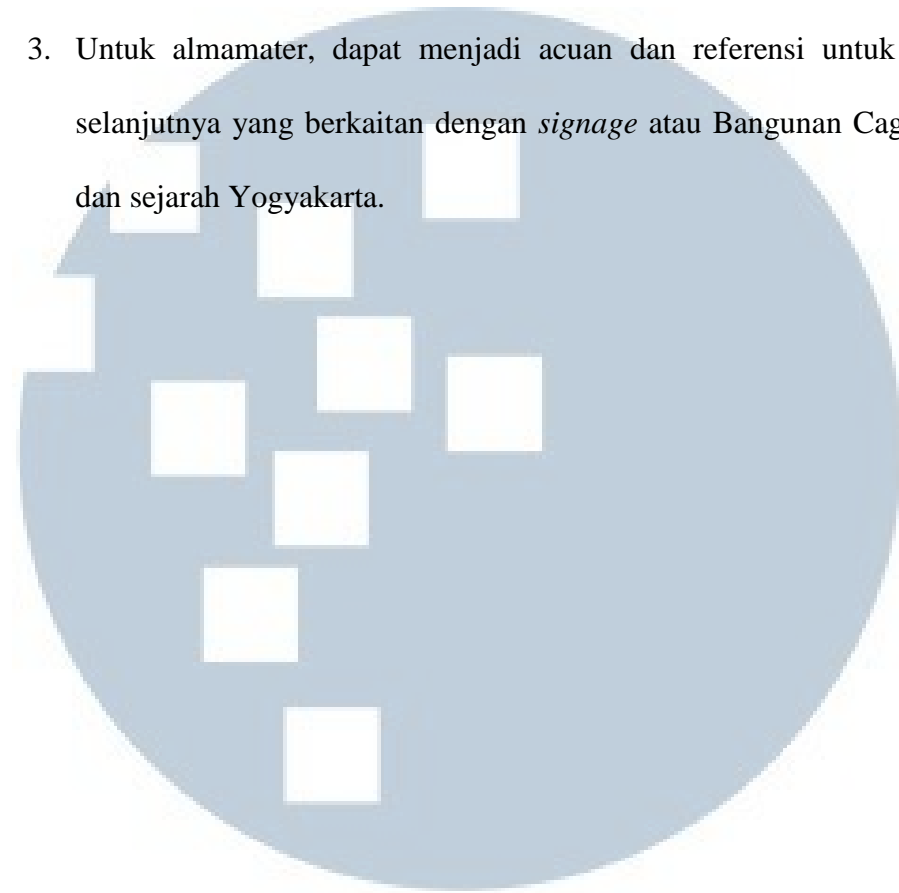 3. Untuk almamater, dapat menjadi acuan dan referensi untuk
selanjutnya yang berkaitan dengan signage atau Bangunan Cag
dan sejarah Yogyakarta.